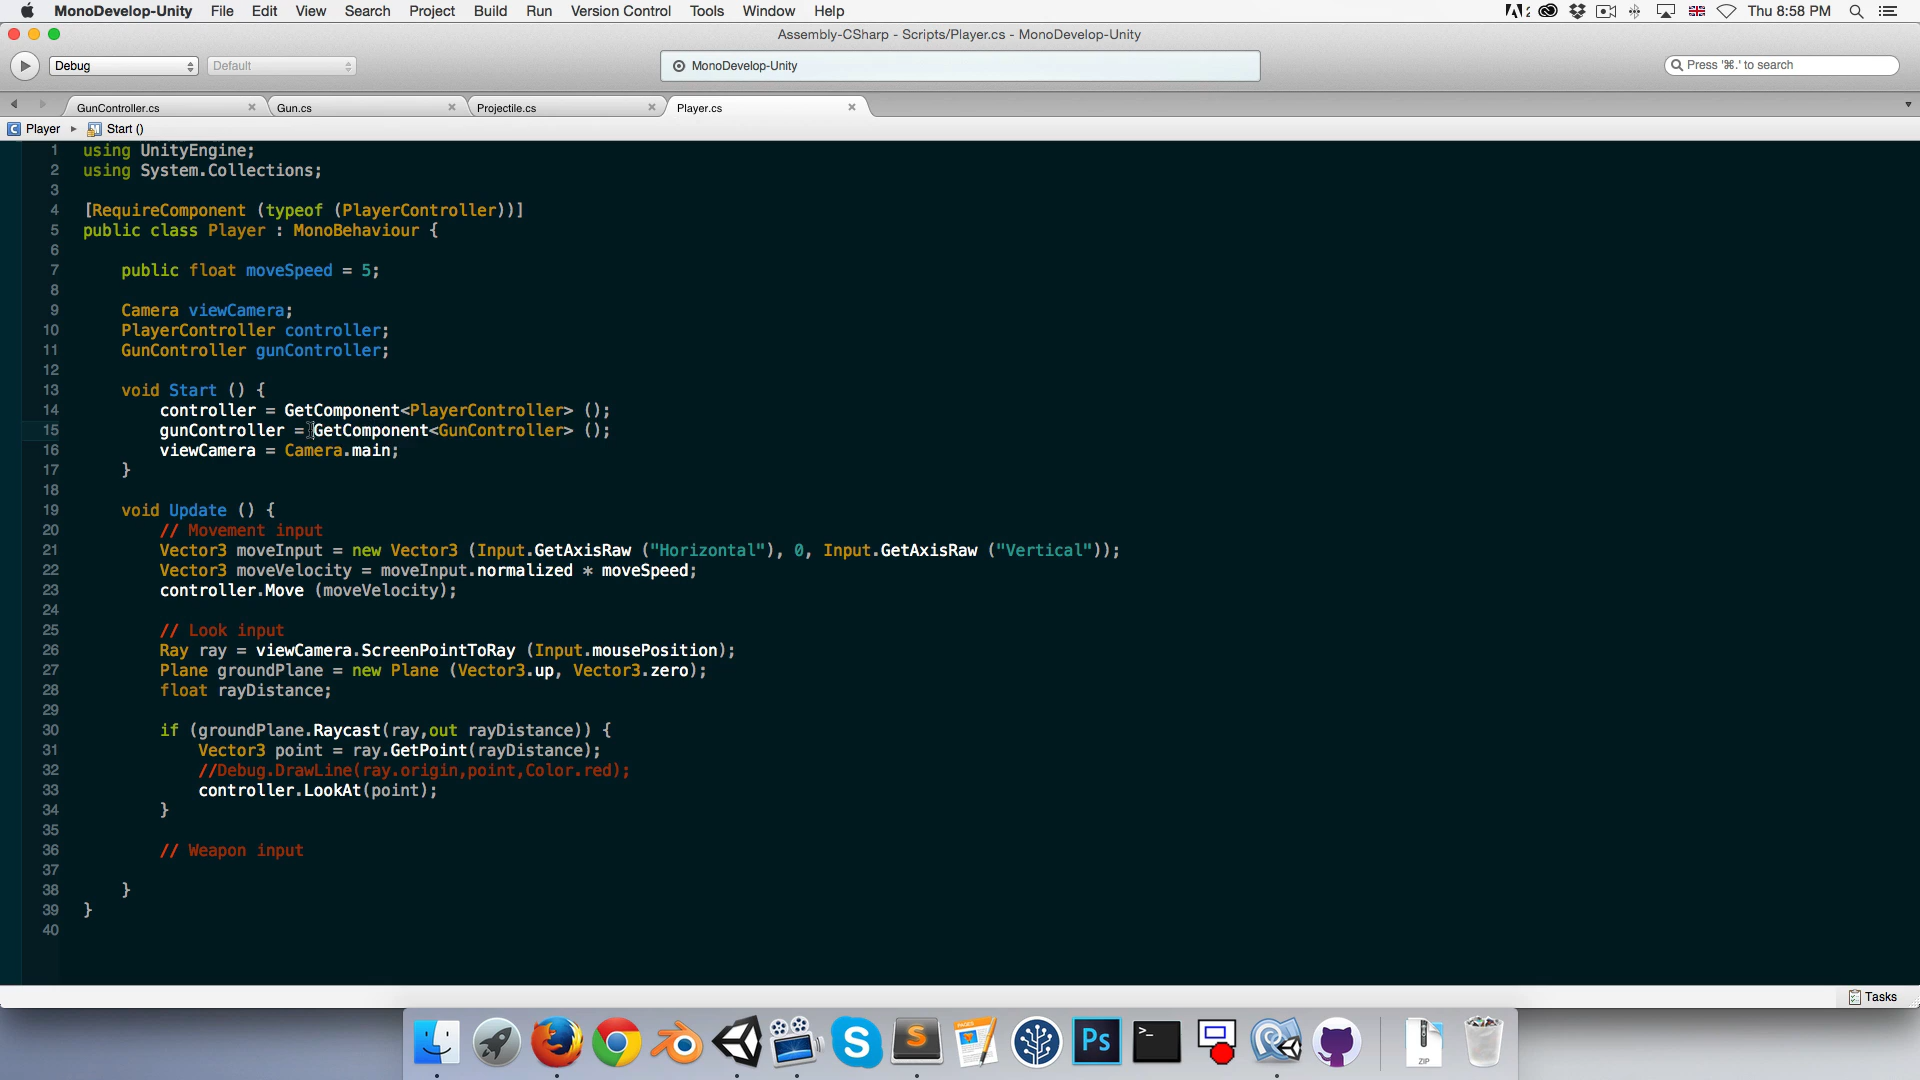 MonoDevelop-Unity File Edit View Search Project Build Run Version Control Tools Window Help 2 Thu 8:58 PM
Assembly-CSharp - Scripts/Player.cs - MonoDevelop-Unity
Debug Default MonoDevelop-Unity Press '⌘.' to search
GunController.cs Gun.cs Projectile.cs Player.cs
C Player Start ()
1 using UnityEngine;
2 using System.Collections;
3
4 [RequireComponent (typeof (PlayerController))]
5 public class Player : MonoBehaviour {
6
7 public float moveSpeed = 5;
8
9 Camera viewCamera;
10 PlayerController controller;
11 GunController gunController;
12
13 void Start () {
14 controller = GetComponent<PlayerController> ();
15 gunController = GetComponent<GunController> ();
16 viewCamera = Camera.main;
17 }
18
19 void Update () {
20 // Movement input
21 Vector3 moveInput = new Vector3 (Input.GetAxisRaw ("Horizontal"), 0, Input.GetAxisRaw ("Vertical"));
22 Vector3 moveVelocity = moveInput.normalized * moveSpeed;
23 controller.Move (moveVelocity);
24
25 // Look input
26 Ray ray = viewCamera.ScreenPointToRay (Input.mousePosition);
27 Plane groundPlane = new Plane (Vector3.up, Vector3.zero);
28 float rayDistance;
29
30 if (groundPlane.Raycast(ray,out rayDistance)) {
31 Vector3 point = ray.GetPoint(rayDistance);
32 //Debug.DrawLine(ray.origin,point,Color.red);
33 controller.LookAt(point);
34 }
35
36 // Weapon input
37
38 }
39 }
40
Tasks
S S PAGES Ps >_ ZIP